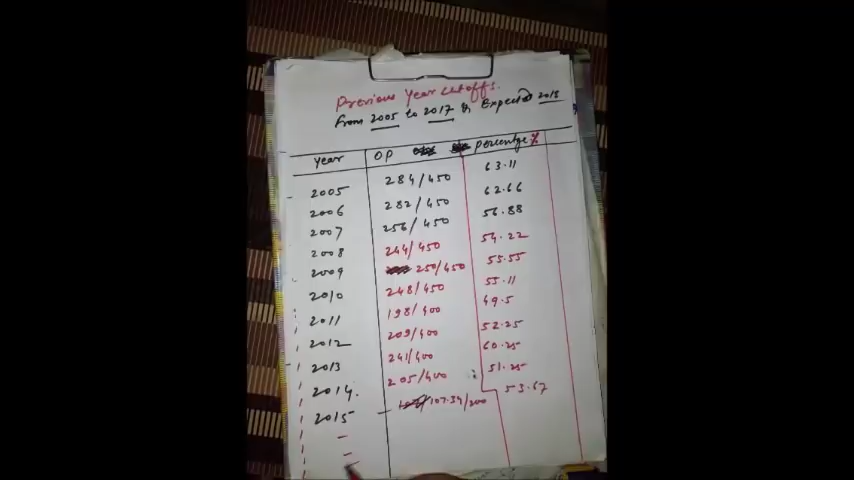 Previous Year cutoffs.
From 2005 to 2017 & Expected 2018
Year OP percentge %
2005 284/450 63.11
2006 282/450 62.66
2007 256/450 56.88
2008 244/450 54.22
2009 250/450 55.55
2010 248/450 55.11
2011 198/400 49.5
2012 209/400 52.25
2013 241/400 60.25
2014. 205/400 51.25
2015 - 107.34/200 53.67
-
-